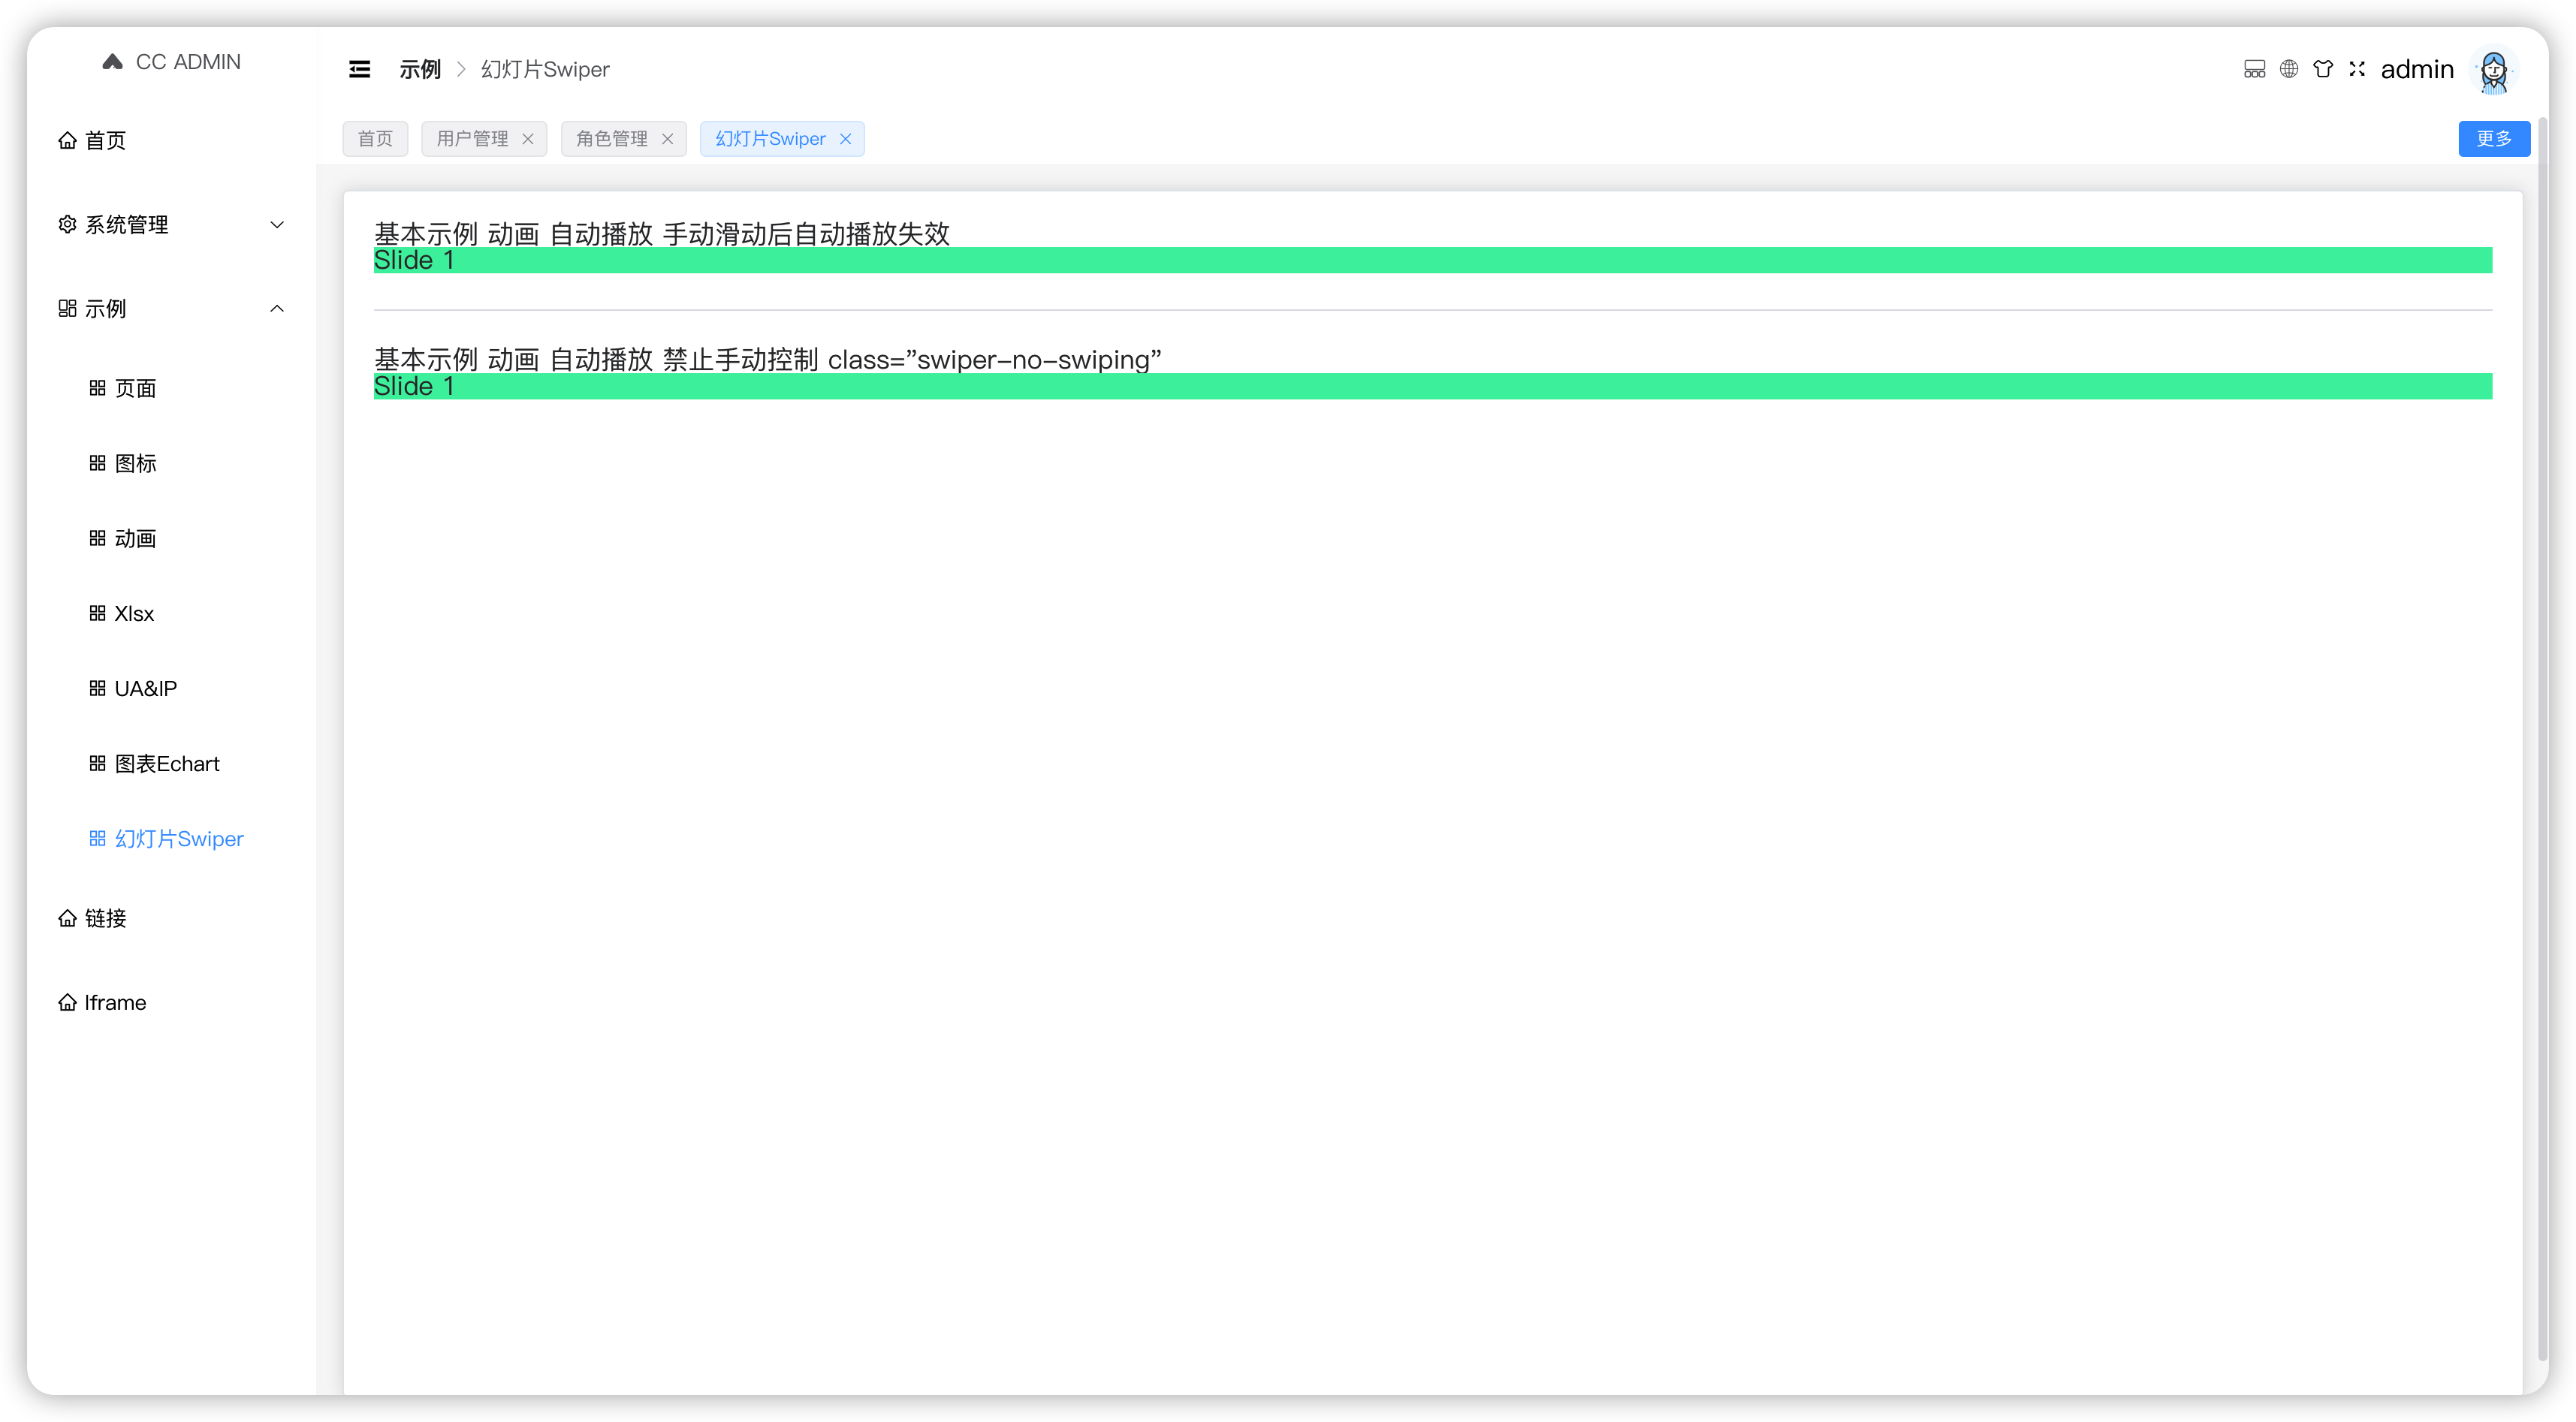 CC ADMIN
首页
系统管理
示例
页面
图标
动画
Xlsx
UA&IP
图表Echart
幻灯片Swiper
链接
Iframe
示例 > 幻灯片Swiper
admin
首页 用户管理 角色管理 幻灯片Swiper 更多
基本示例 动画 自动播放 手动滑动后自动播放失效
Slide 1
基本示例 动画 自动播放 禁止手动控制 class=”swiper-no-swiping”
Slide 1